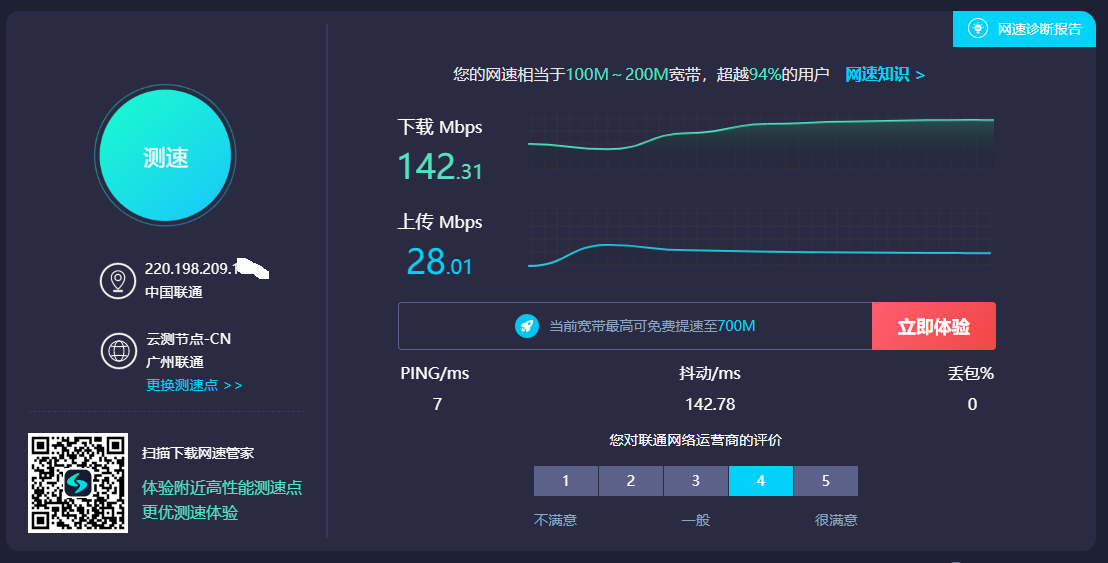 网速诊断报告
测速
220.198.209.
中国联通
云测节点-CN
广州联通
更换测速点 >>
扫描下载网速管家
体验附近高性能测速点
更优测速体验
您的网速相当于100M～200M宽带，超越94%的用户 网速知识 >
下载 Mbps
142.31
上传 Mbps
28.01
当前宽带最高可免费提速至700M 立即体验
PING/ms 抖动/ms 丢包%
7 142.78 0
您对联通网络运营商的评价
1 2 3 4 5
不满意 一般 很满意